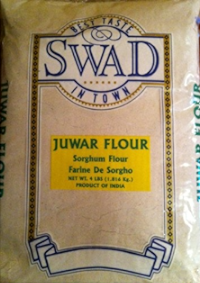 BEST TASTE
SWAD
IN TOWN
JUWAR FLOUR
Sorghum Flour
Farine De Sorgho
NET WT. 4 LBS (1.814 Kg.)
PRODUCT OF INDIA
JUWAR FLOUR